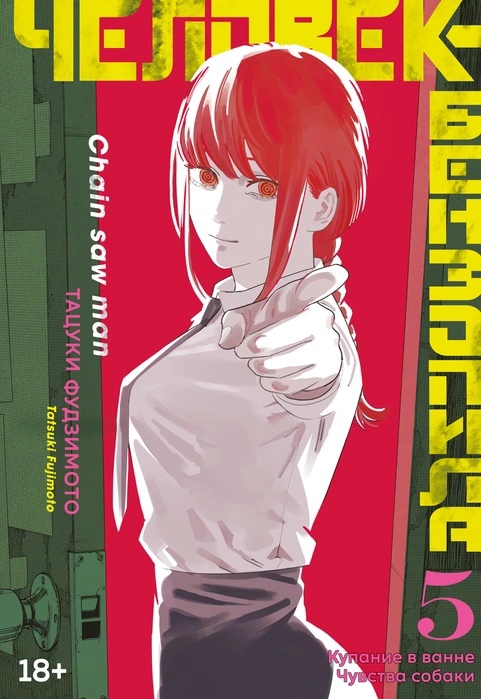 ЧЕЛОВЕК-
БЕНЗОПИЛА
Chain saw man
ТАЦУКИ ФУДЗИМОТО
Tatsuki Fujimoto
5
Купание в ванне
Чувства собаки
18+